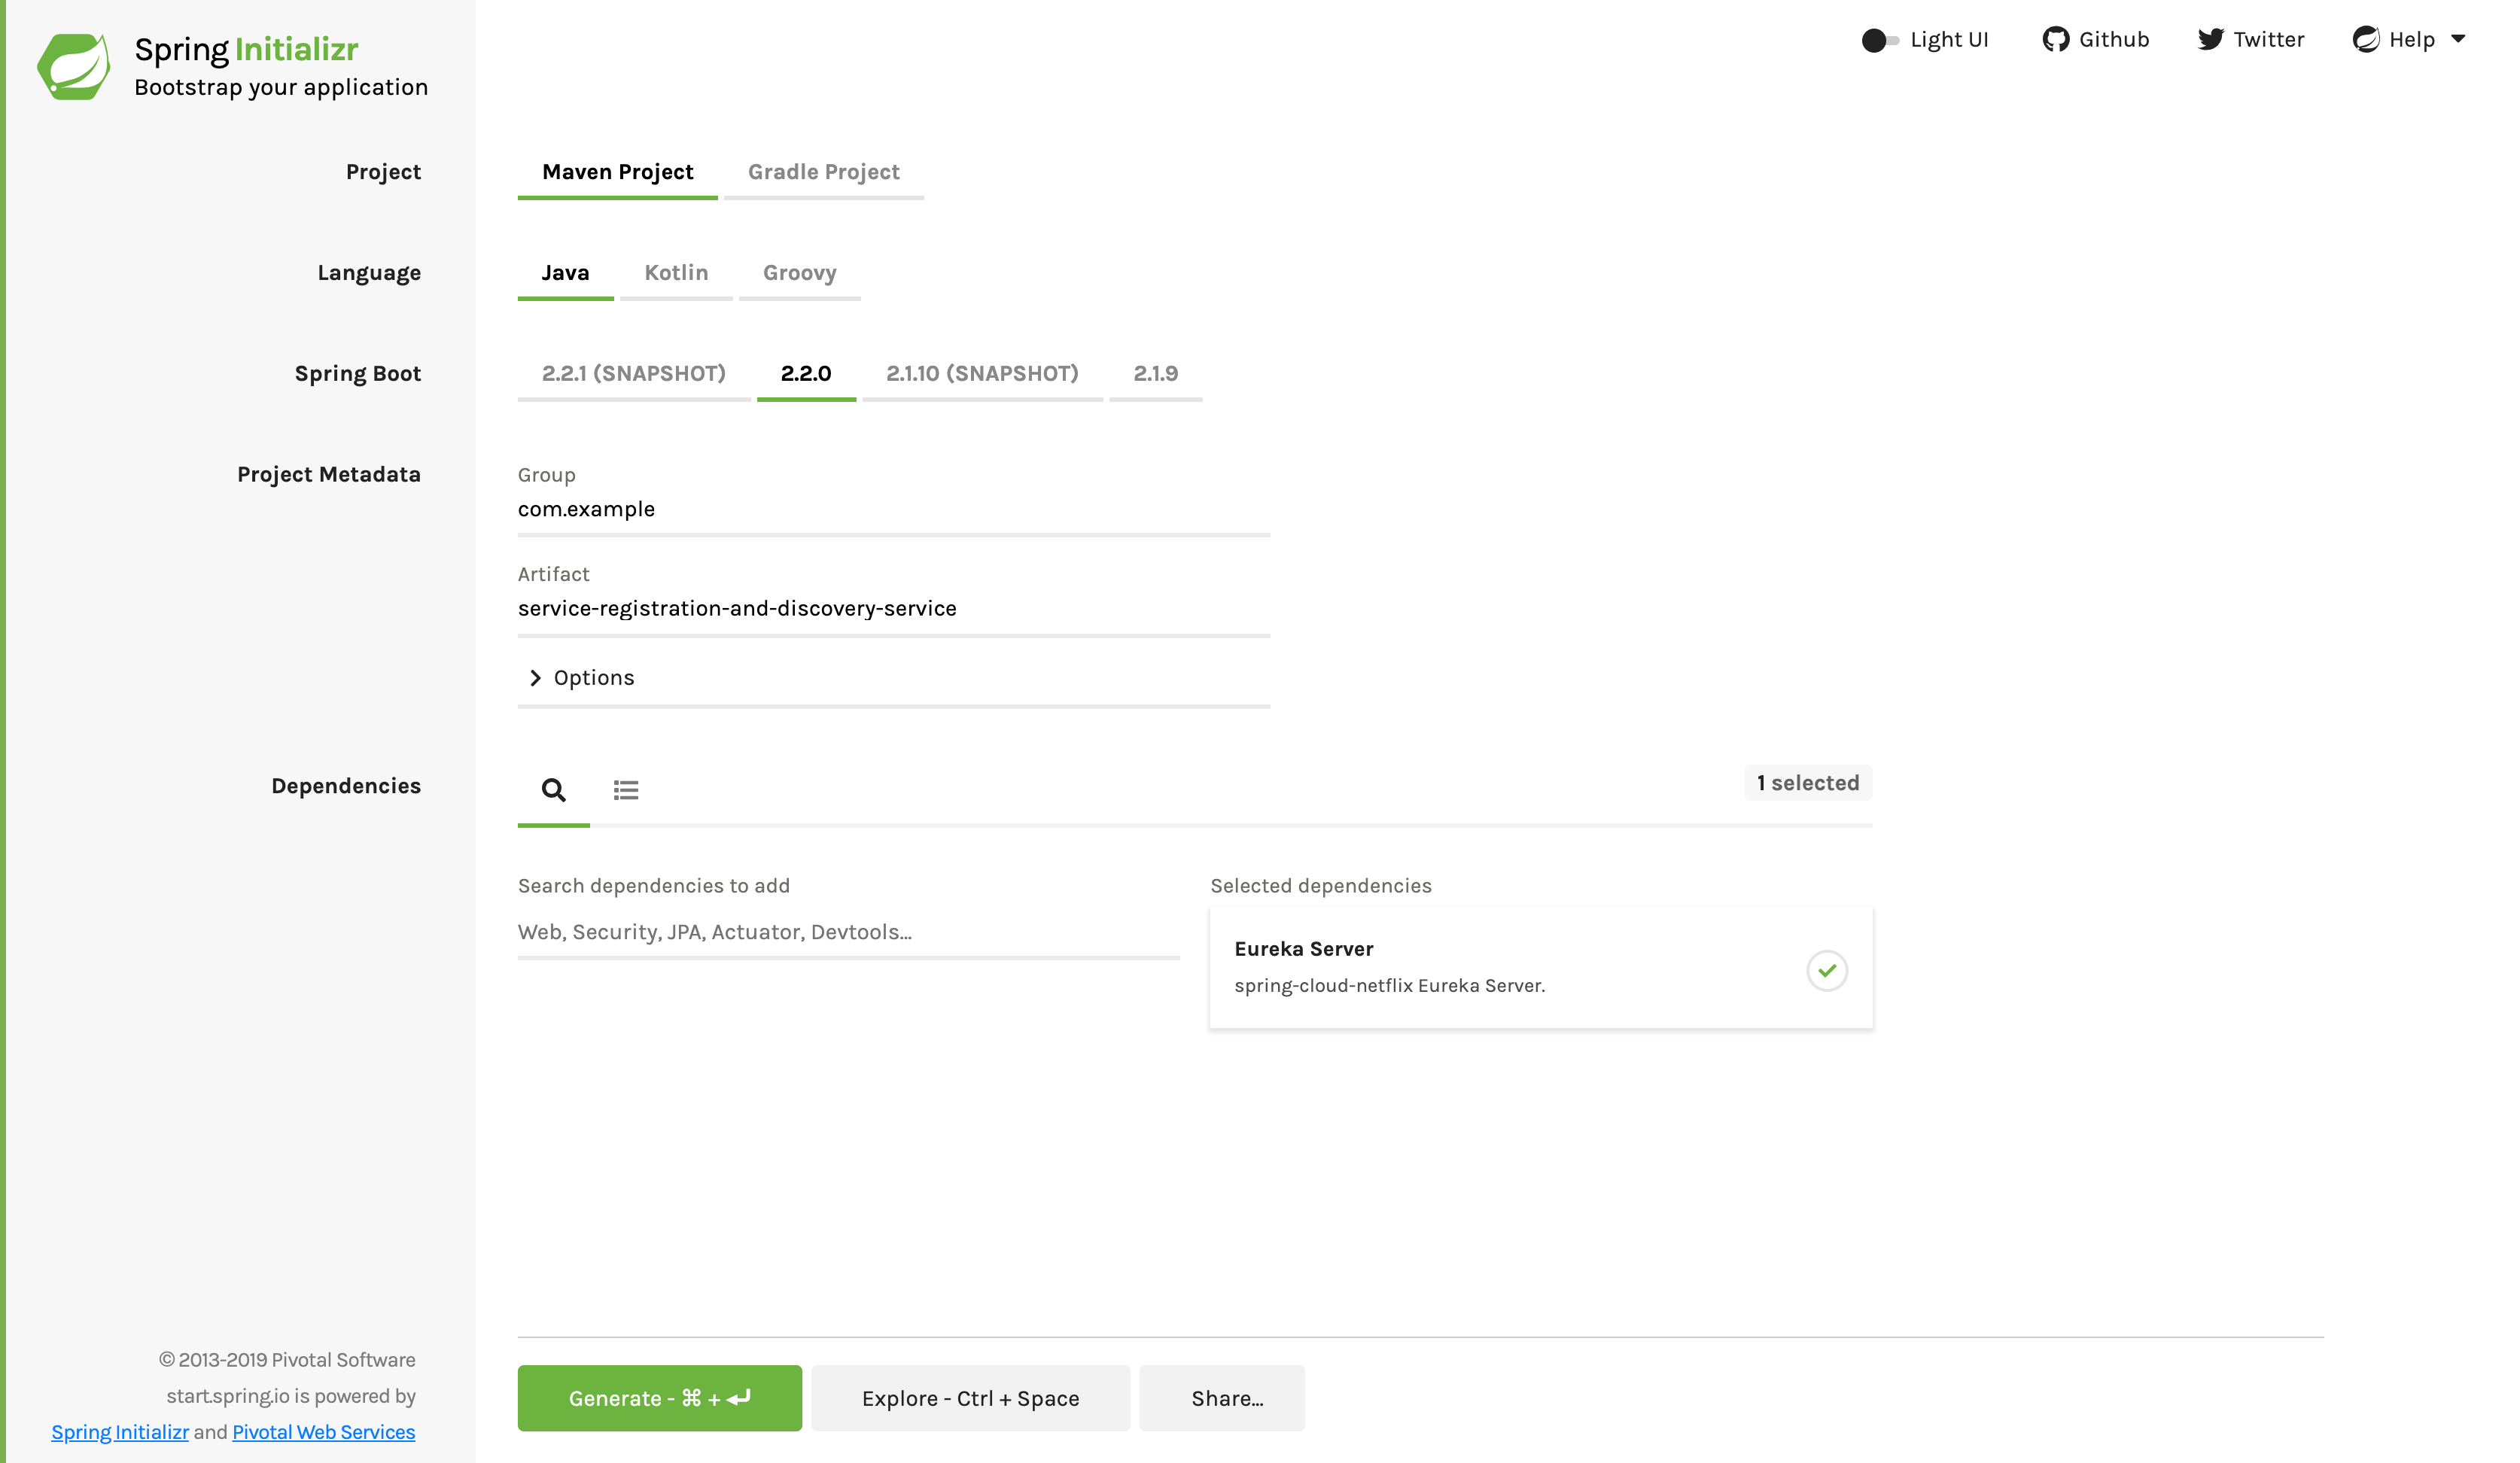 Spring Initializr
Bootstrap your application
Light UI
Github
Twitter
Help
Project
Maven Project
Gradle Project
Language
Java
Kotlin
Groovy
Spring Boot
2.2.1 (SNAPSHOT)
2.2.0
2.1.10 (SNAPSHOT)
2.1.9
Project Metadata
Group
com.example
Artifact
service-registration-and-discovery-service
Options
Dependencies
1 selected
Search dependencies to add
Web, Security, JPA, Actuator, Devtools...
Selected dependencies
Eureka Server
spring-cloud-netflix Eureka Server.
© 2013-2019 Pivotal Software
start.spring.io is powered by
Spring Initializr and Pivotal Web Services
Generate - ⌘ + ⏎
Explore - Ctrl + Space
Share...